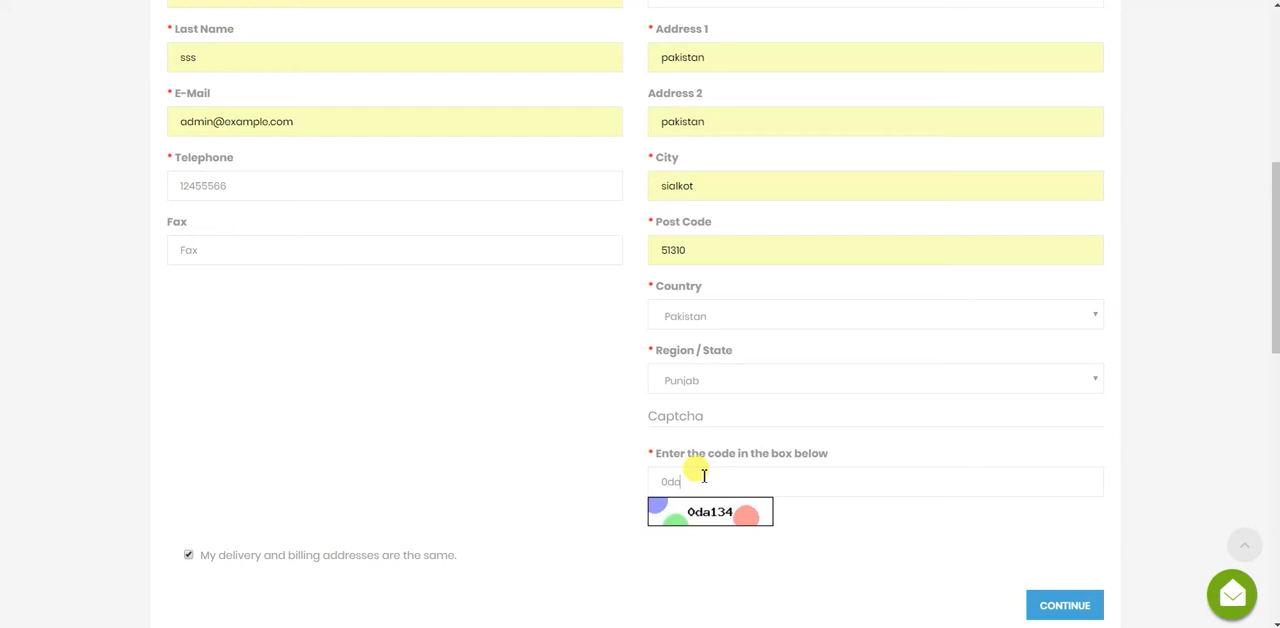 * Last Name
sss
* E-Mail
admin@example.com
* Telephone
12455566
Fax
Fax
* Address 1
pakistan
Address 2
pakistan
* City
sialkot
* Post Code
51310
* Country
Pakistan
* Region / State
Punjab
Captcha
* Enter the code in the box below
0da
0da134
My delivery and billing addresses are the same.
CONTINUE